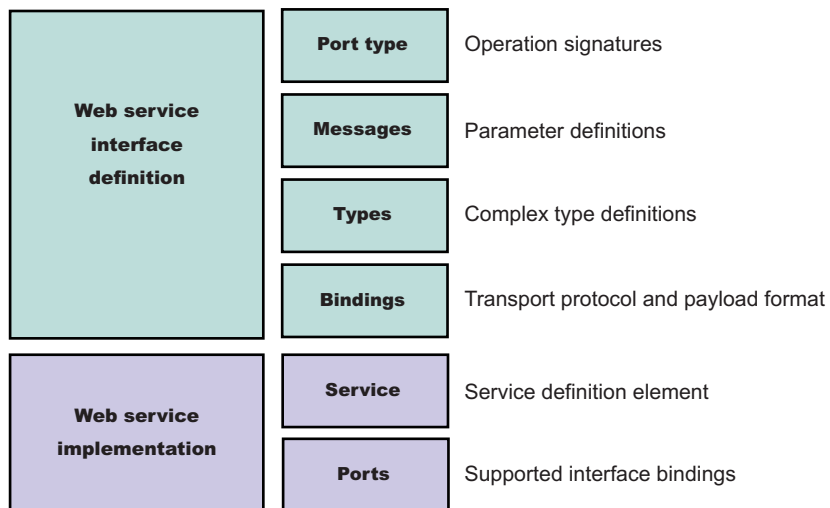 Web service
interface
definition
Port type
Operation signatures
Messages
Parameter definitions
Types
Complex type definitions
Bindings
Transport protocol and payload format
Web service
implementation
Service
Service definition element
Ports
Supported interface bindings